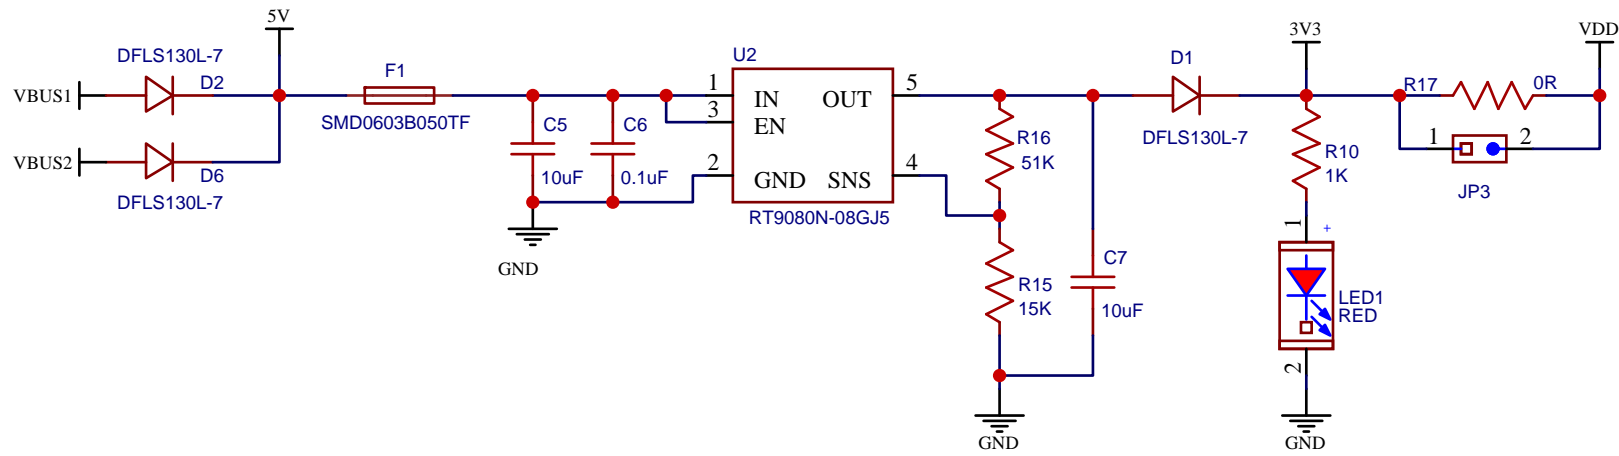 5V
3V3
VDD
DFLS130L-7
D2
F1
U2
D1
VBUS1
1
IN
OUT
5
R17
0R
3
EN
SMD0603B050TF
C5
C6
R16
51K
DFLS130L-7
1
2
R10
1K
VBUS2
D6
10uF
0.1uF
2
GND
SNS
4
JP3
DFLS130L-7
RT9080N-08GJ5
1
+
GND
C7
R15
15K
10uF
LED1
RED
2
GND
GND